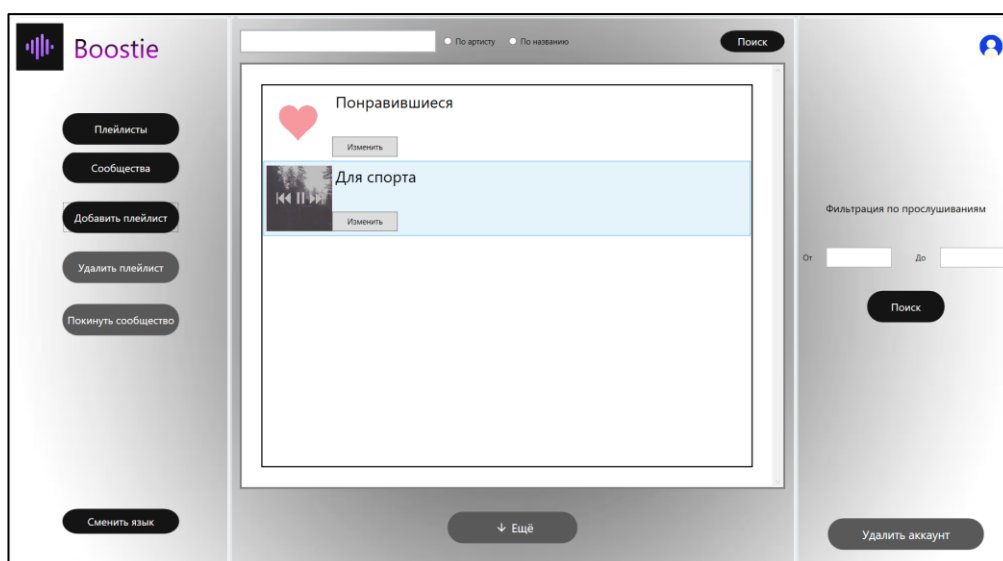 Boostie
По артисту
По названию
Поиск
Плейлисты
Сообщества
Добавить плейлист
Удалить плейлист
Покинуть сообщество
Сменить язык
Понравившиеся
Изменить
Для спорта
Изменить
Ещё
Фильтрация по прослушиваниям
От
До
Поиск
Удалить аккаунт